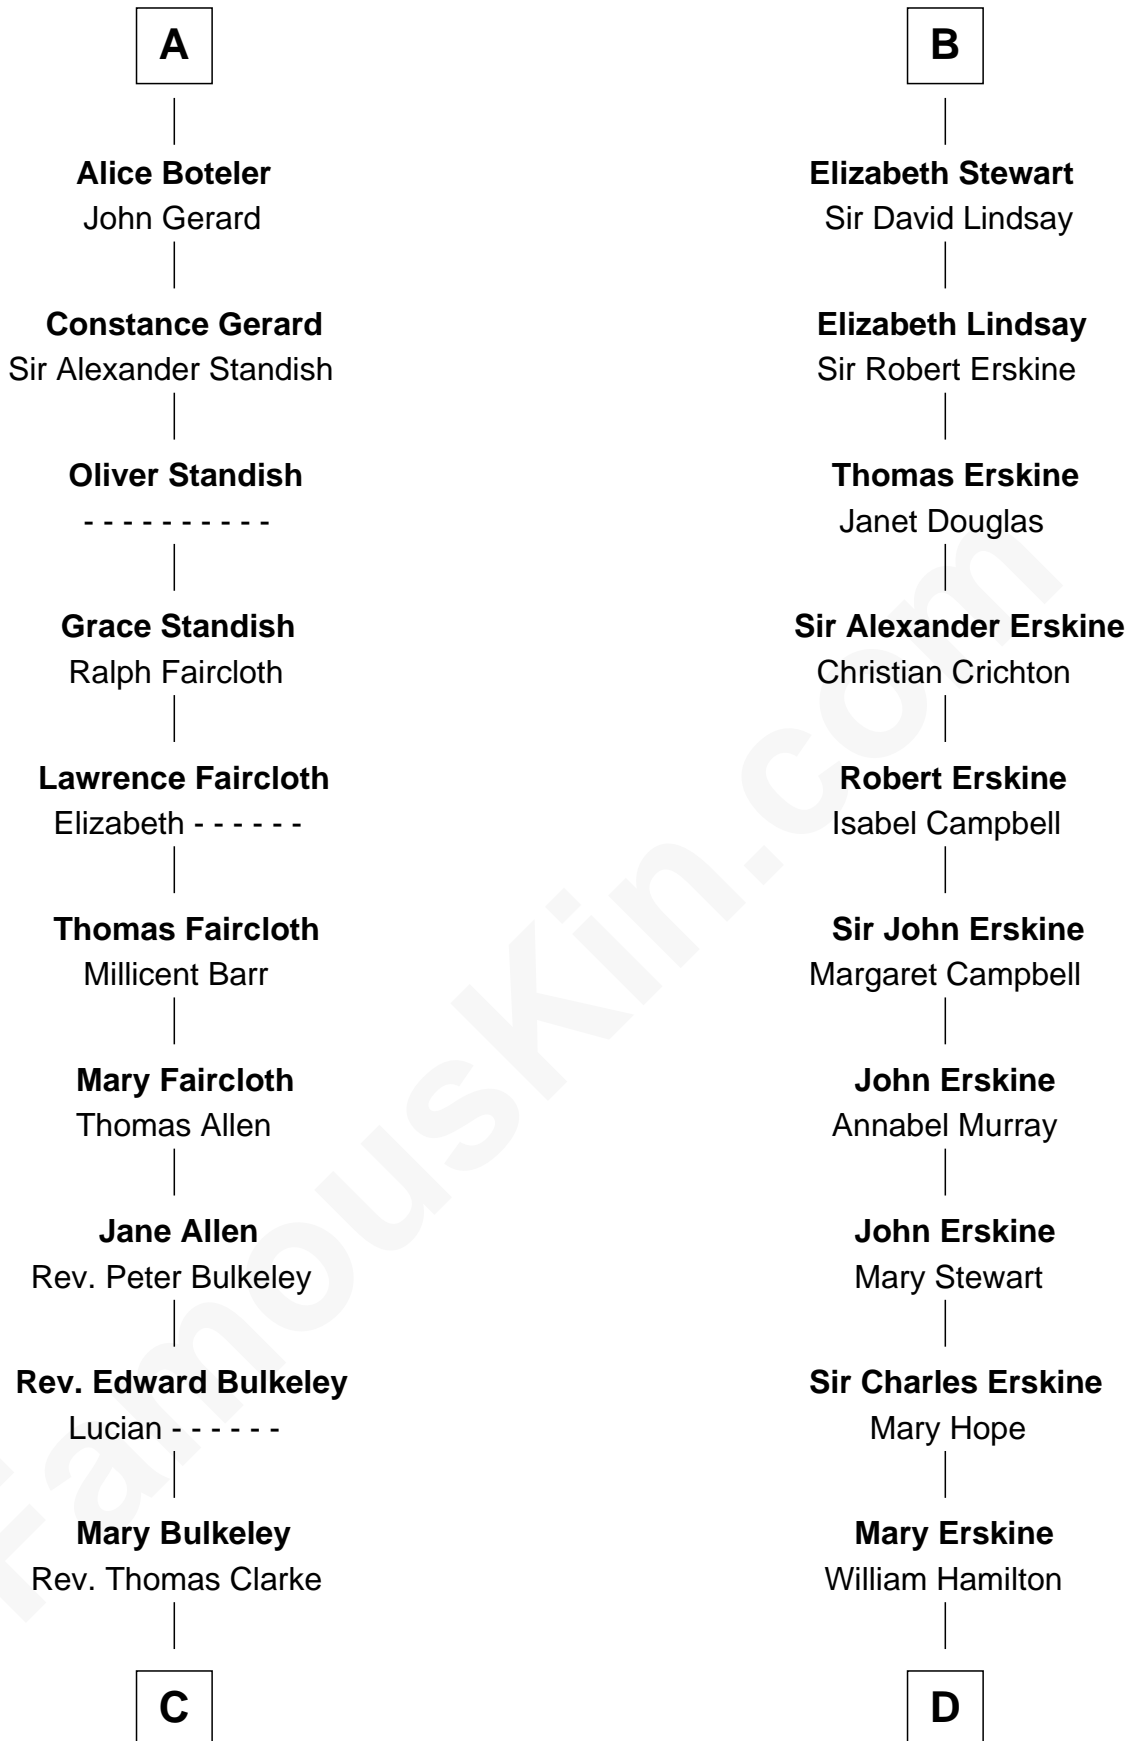 A
Alice Boteler
John Gerard
Constance Gerard
Sir Alexander Standish
Oliver Standish
- - - - - - - - - -
Grace Standish
Ralph Faircloth
Lawrence Faircloth
Elizabeth - - - - - -
Thomas Faircloth
Millicent Barr
Mary Faircloth
Thomas Allen
Jane Allen
Rev. Peter Bulkeley
Rev. Edward Bulkeley
Lucian - - - - - -
Mary Bulkeley
Rev. Thomas Clarke
C
B
Elizabeth Stewart
Sir David Lindsay
Elizabeth Lindsay
Sir Robert Erskine
Thomas Erskine
Janet Douglas
Sir Alexander Erskine
Christian Crichton
Robert Erskine
Isabel Campbell
Sir John Erskine
Margaret Campbell
John Erskine
Annabel Murray
John Erskine
Mary Stewart
Sir Charles Erskine
Mary Hope
Mary Erskine
William Hamilton
D
FamousKin.com